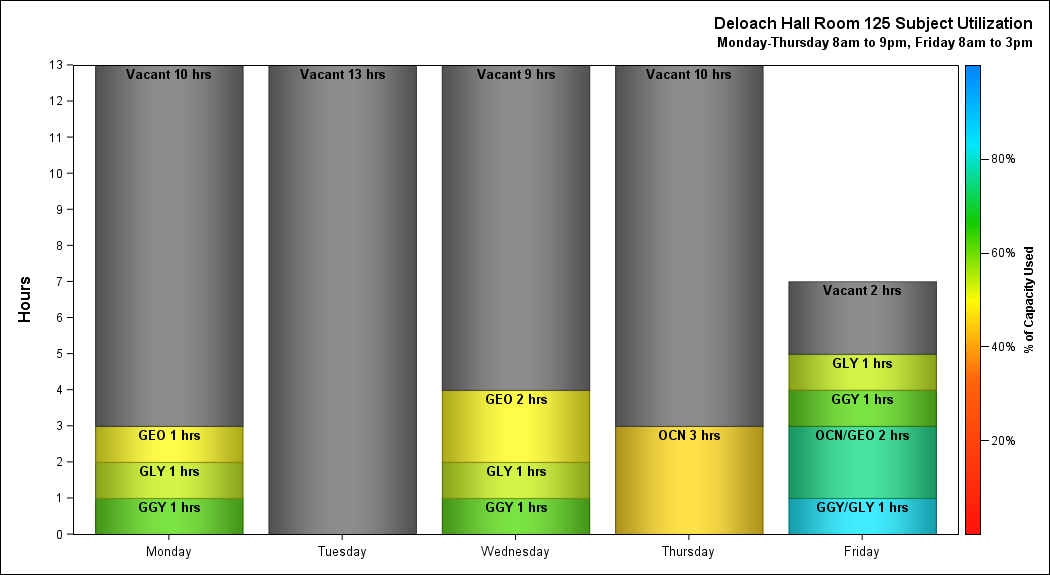 Deloach Hall Room 125 Subject Utilization
Monday-Thursday 8am to 9pm, Friday 8am to 3pm
Hours
13
12
11
10
9
8
7
6
5
4
3
2
1
0
Vacant 10 hrs
GEO 1 hrs
GLY 1 hrs
GGY 1 hrs
Vacant 13 hrs
Vacant 9 hrs
GEO 2 hrs
GLY 1 hrs
GGY 1 hrs
Vacant 10 hrs
OCN 3 hrs
Vacant 2 hrs
GLY 1 hrs
GGY 1 hrs
OCN/GEO 2 hrs
GGY/GLY 1 hrs
Monday
Tuesday
Wednesday
Thursday
Friday
80%
60%
40%
20%
% of Capacity Used